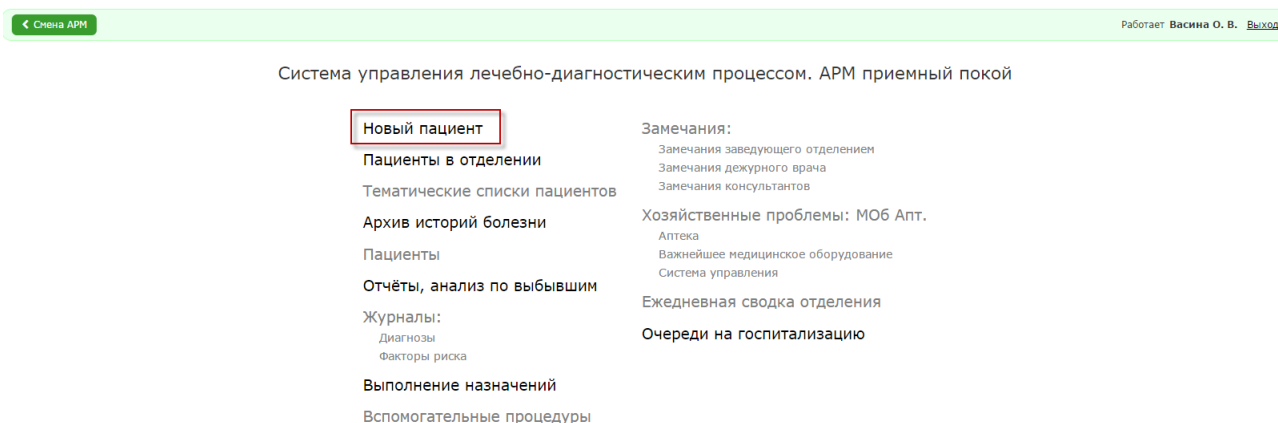 Смена АРМ
Работает Васина О. В. Выход
Система управления лечебно-диагностическим процессом. АРМ приемный покой
Новый пациент
Пациенты в отделении
Тематические списки пациентов
Архив историй болезни
Пациенты
Отчёты, анализ по выбывшим
Журналы:
Диагнозы
Факторы риска
Выполнение назначений
Вспомогательные процедуры
Замечания:
Замечания заведующего отделением
Замечания дежурного врача
Замечания консультантов
Хозяйственные проблемы: МОб Апт.
Аптека
Важнейшее медицинское оборудование
Система управления
Ежедневная сводка отделения
Очереди на госпитализацию